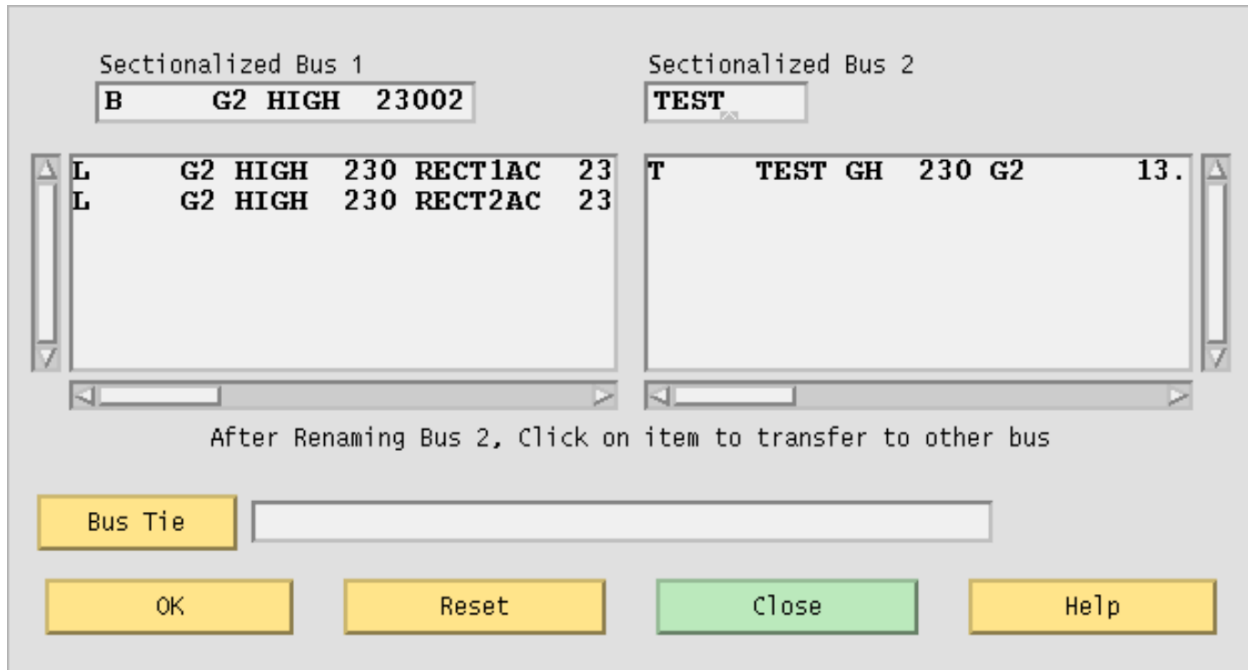 Sectionalized Bus 1
Sectionalized Bus 2
B      G2 HIGH  23002
TEST
L      G2 HIGH  230 RECT1AC  23
L      G2 HIGH  230 RECT2AC  23
T      TEST GH  230 G2       13.
After Renaming Bus 2, Click on item to transfer to other bus
Bus Tie
OK
Reset
Close
Help